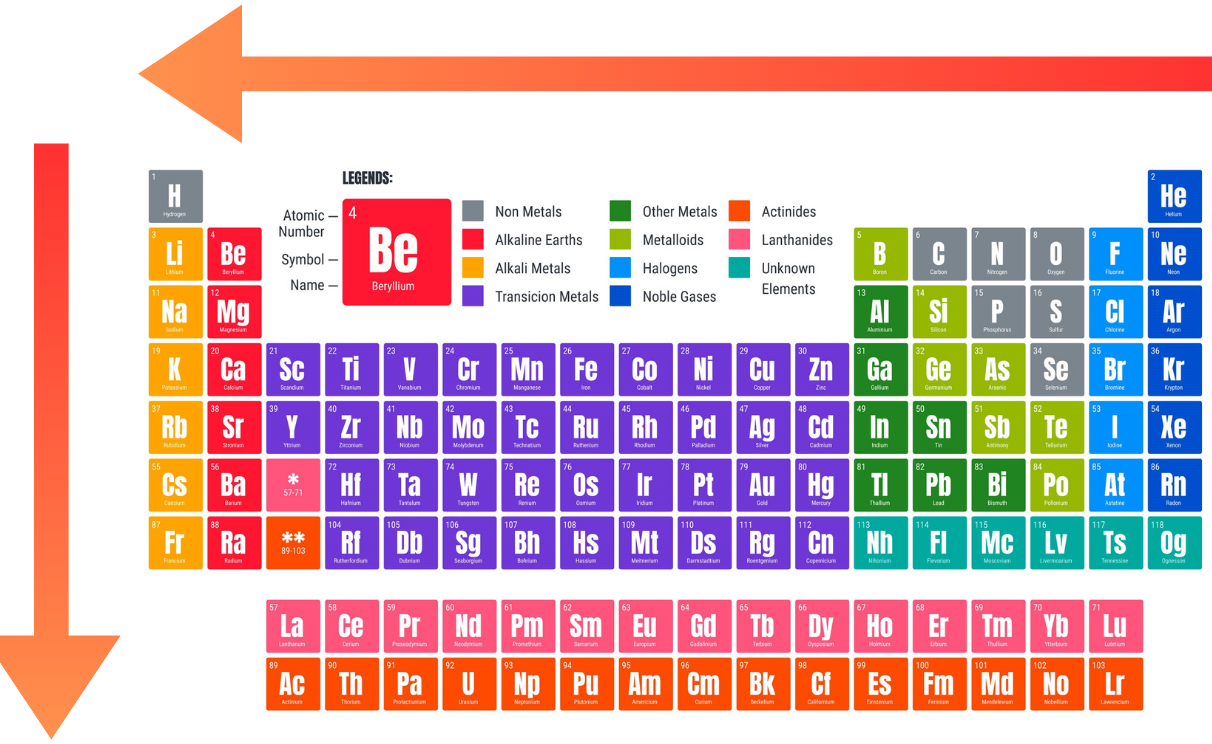 LEGENDS:
1
H
Hydrogen
2
He
Helium
Atomic Number
Symbol
Name
4
Be
Beryllium
Non Metals
Alkaline Earths
Alkali Metals
Transicion Metals
Other Metals
Metalloids
Halogens
Noble Gases
Actinides
Lanthanides
Unknown
Elements
3 4 5 6 7 8 9 10
Li Be B C N O F Ne
Lithium Beryllium Boron Carbon Nitrogen Oxygen Fluorine Neon
11 12 13 14 15 16 17 18
Na Mg Al Si P S Cl Ar
Sodium Magnesium Aluminium Silicon Phosphorus Sulfur Chlorine Argon
19 20 21 22 23 24 25 26 27 28 29 30 31 32 33 34 35 36
K Ca Sc Ti V Cr Mn Fe Co Ni Cu Zn Ga Ge As Se Br Kr
Potassium Calcium Scandium Titanium Vanabium Chromium Manganese Iron Cobalt Nickel Copper Zinc Gallium Germanium Arsenic Selenium Bromine Krypton
37 38 39 40 41 42 43 44 45 46 47 48 49 50 51 52 53 54
Rb Sr Y Zr Nb Mo Tc Ru Rh Pd Ag Cd In Sn Sb Te I Xe
Rubidium Yttrium Zirconium Niobium Molybdenum Ruthenium Rhodium Palladium Silver Cadmium Indium Tin Antimony Tellurium Iodine Xenon
55 56 * 72 73 74 75 76 77 78 79 80 81 82 83 84 85 86
Cs Ba 57-71 Hf Ta W Re Os Ir Pt Au Hg Tl Pb Bi Po At Rn
Barium Hafnium Tantalum Tungsten Rhenium Osmium Iridium Platinum Gold Mercury Thallium Lead Bismuth Polonium Astatine Radon
87 88 ** 104 105 106 107 108 109 110 111 112 113 114 115 116 117 118
Fr Ra 89-103 Rf Db Sg Bh Hs Mt Ds Rg Cn Nh Fl Mc Lv Ts Og
Francium Radium Rutherfordium Dubnium Seaborgium Bohrium Hassium Meitnerium Darmstadtium Roentgenium Copernicium Nihonium Flerovium Moscovium Livermorium Tennessine Oganesson
57 58 59 60 61 62 63 64 65 66 67 68 69 70 71
La Ce Pr Nd Pm Sm Eu Gd Tb Dy Ho Er Tm Yb Lu
Lanthanum Cerium Neodymium Promethium Samarium Europium Gadolinium Terbium Holmium Erbium Thulium Ytterbium
89 90 91 92 93 94 95 96 97 98 99 100 101 102 103
Ac Th Pa U Np Pu Am Cm Bk Cf Es Fm Md No Lr
Actinium Thorium Protactinium Uranium Plutonium Americium Curium Berkelium Californium Einsteinium Fermium Nobelium